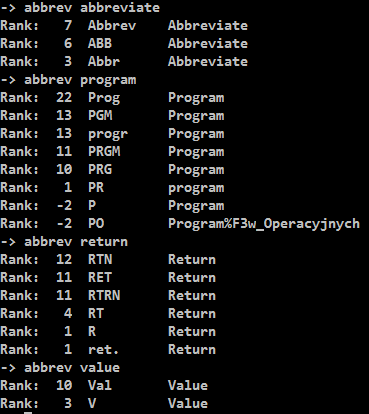 -> abbrev abbreviate
Rank:   7  Abbrev    Abbreviate
Rank:   6  ABB       Abbreviate
Rank:   3  Abbr      Abbreviate
-> abbrev program
Rank:  22  Prog      Program
Rank:  13  PGM       Program
Rank:  13  progr     Program
Rank:  11  PRGM      Program
Rank:  10  PRG       Program
Rank:   1  PR        program
Rank:  -2  P         Program
Rank:  -2  PO        Program%F3w_Operacyjnych
-> abbrev return
Rank:  12  RTN       Return
Rank:  11  RET       Return
Rank:  11  RTRN      Return
Rank:   4  RT        Return
Rank:   1  R         Return
Rank:   1  ret.      Return
-> abbrev value
Rank:  10  Val       Value
Rank:   3  V         Value